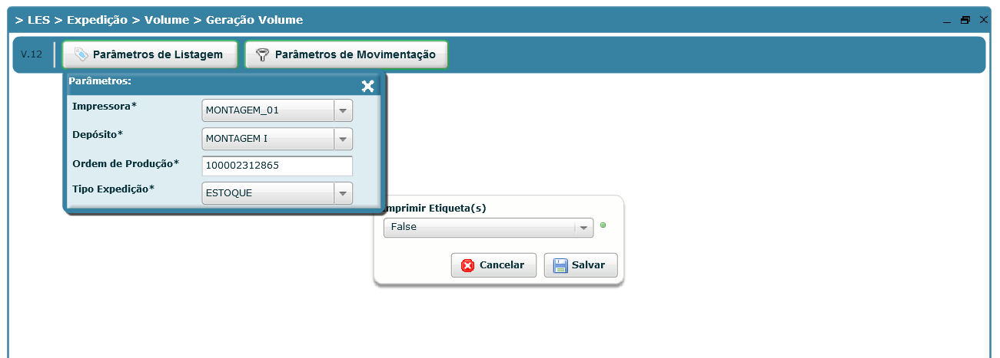 > LES > Expedição > Volume > Geração Volume
V.12
Parâmetros de Listagem
Parâmetros de Movimentação
Parâmetros:
Impressora*
MONTAGEM_01
Depósito*
MONTAGEM I
Ordem de Produção*
100002312865
Tipo Expedição*
ESTOQUE
Imprimir Etiqueta(s)
False
Cancelar
Salvar